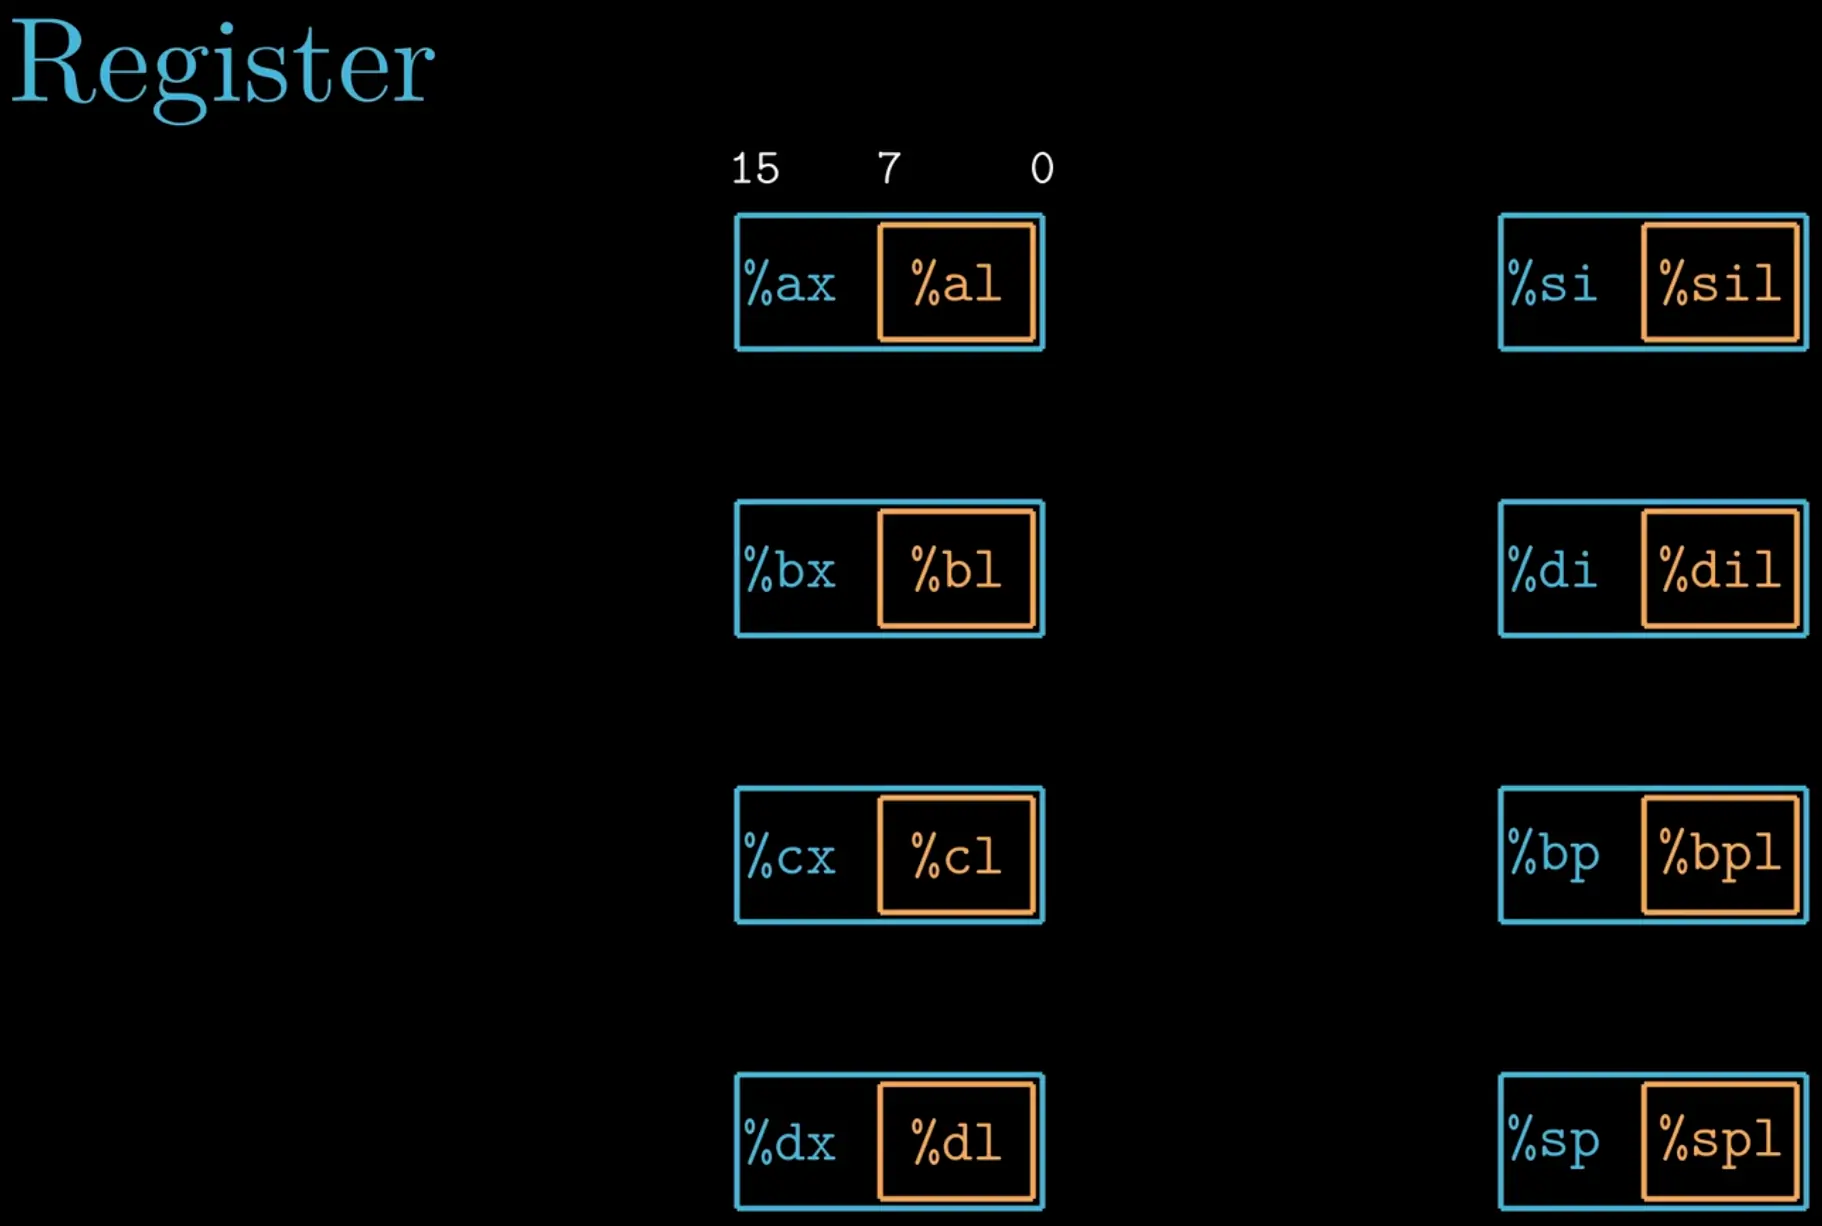 Register
15 7 0
%ax %al %si %sil
%bx %bl %di %dil
%cx %cl %bp %bpl
%dx %dl %sp %spl